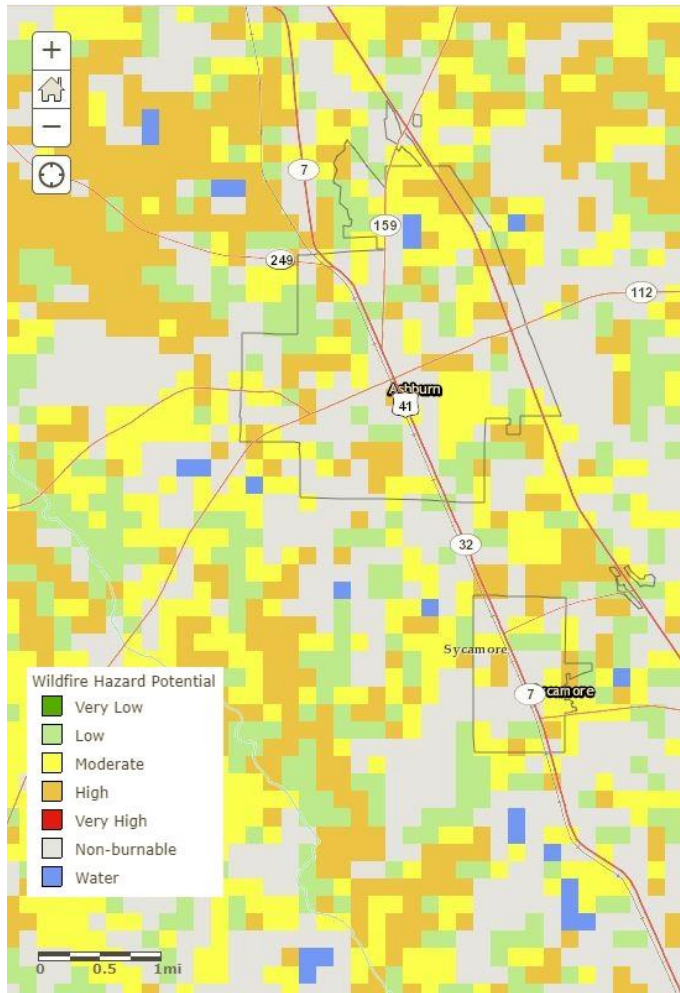 +
−
7
159
249
112
Ashburn
41
32
Sycamore
7
Wildfire Hazard Potential
Very Low
Low
Moderate
High
Very High
Non-burnable
Water
0 0.5 1mi